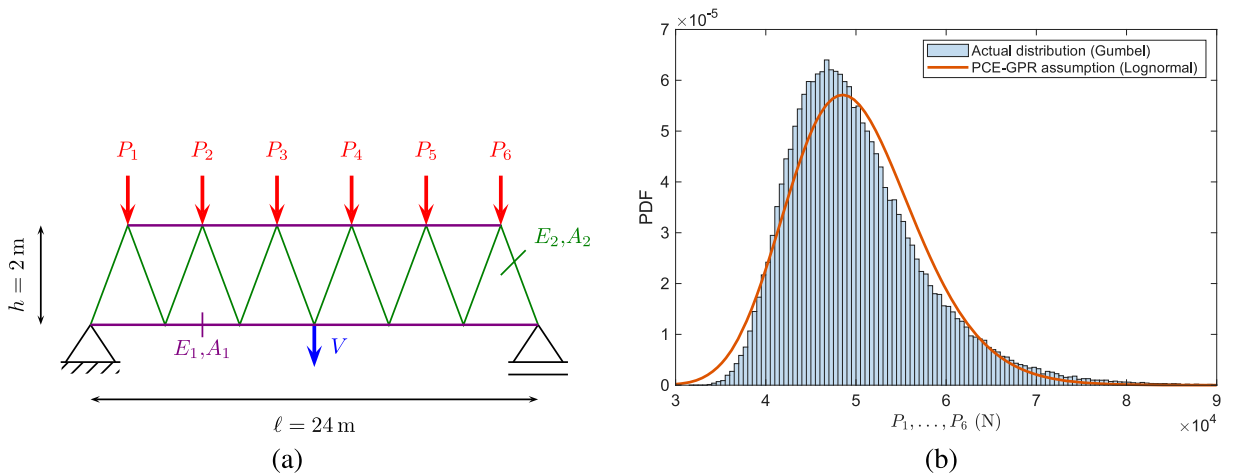 P₁ P₂ P₃ P₄ P₅ P₆
E₂,A₂
h = 2 m
E₁,A₁
V
ℓ = 24 m
(a)
×10⁻⁵
7
6
5
4
3
2
1
0
PDF
Actual distribution (Gumbel)
PCE-GPR assumption (Lognormal)
3 4 5 6 7 8 9
×10⁴
P₁, . . . , P₆ (N)
(b)